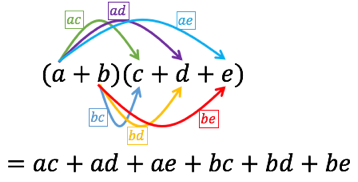 ac ad ae
(a + b)(c + d + e)
bc bd be
= ac + ad + ae + bc + bd + be